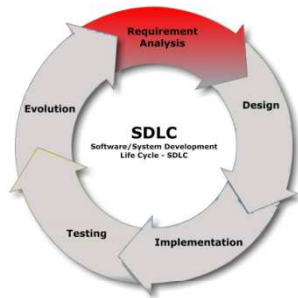 Requirement
Analysis
Evolution
Design
SDLC
Software/System Development
Life Cycle - SDLC
Testing
Implementation